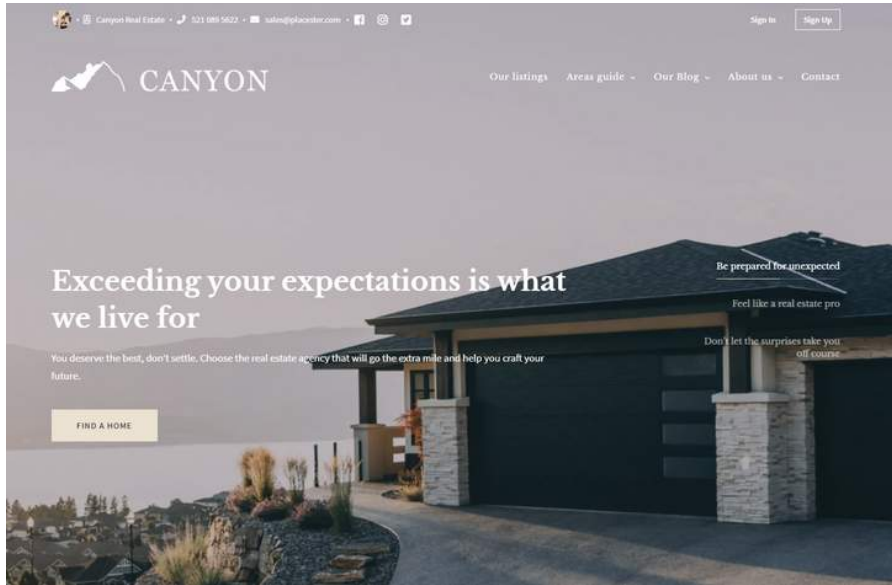 Canyon Real Estate • 521 085 5622 • sales@placester.com
Sign In
Sign Up
CANYON
Our listings
Areas guide
Our Blog
About us
Contact
Exceeding your expectations is what
we live for
You deserve the best, don't settle. Choose the real estate agency that will go the extra mile and help you craft your
future.
FIND A HOME
Be prepared for unexpected
Feel like a real estate pro
Don't let the surprises take you
off course